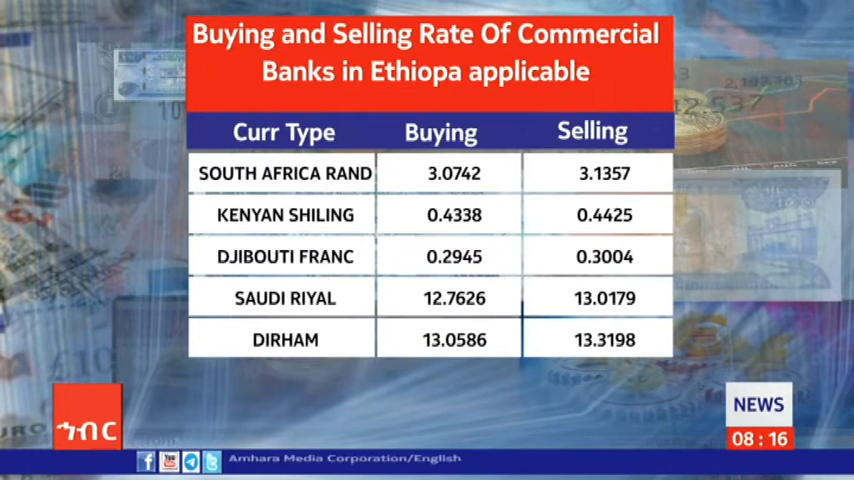 Buying and Selling Rate Of Commercial
Banks in Ethiopa applicable
Curr Type Buying Selling
SOUTH AFRICA RAND 3.0742 3.1357
KENYAN SHILING 0.4338 0.4425
DJIBOUTI FRANC 0.2945 0.3004
SAUDI RIYAL 12.7626 13.0179
DIRHAM 13.0586 13.3198
ኅብር
NEWS
08:16
Amhara Media Corporation/English